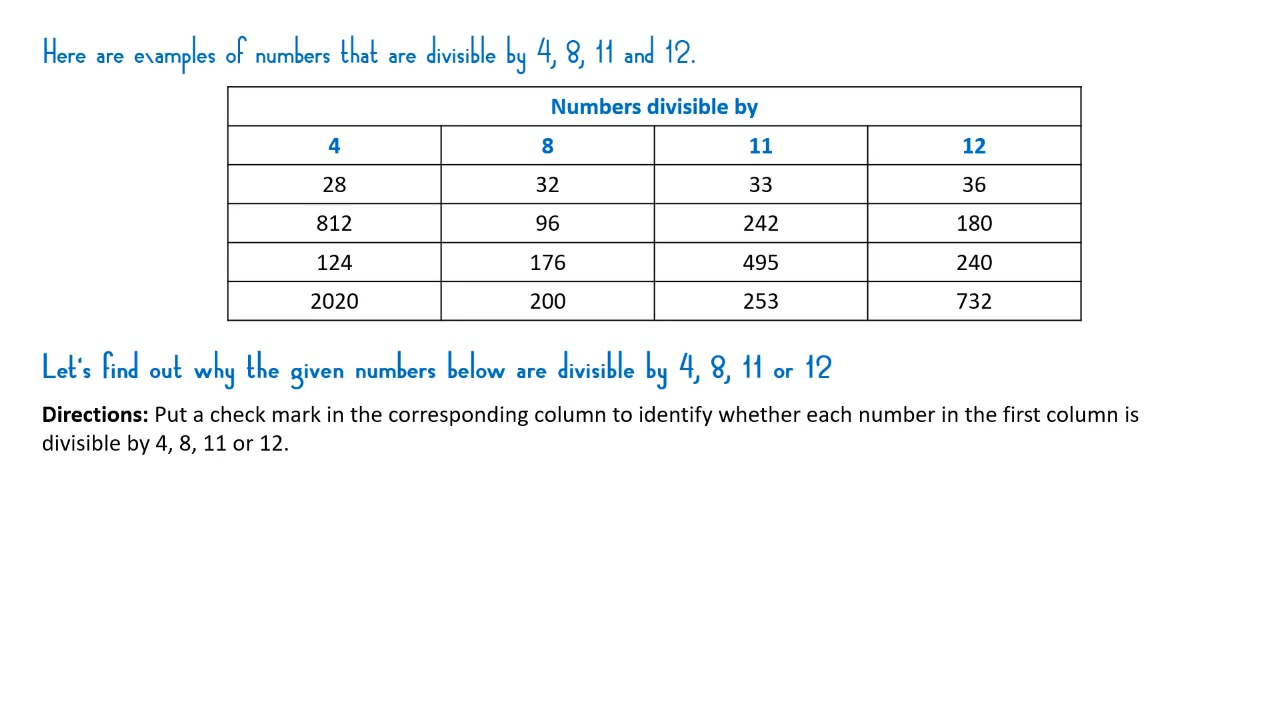 Here are examples of numbers that are divisible by 4, 8, 11 and 12.
Numbers divisible by
4 8 11 12
28 32 33 36
812 96 242 180
124 176 495 240
2020 200 253 732
Let's find out why the given numbers below are divisible by 4, 8, 11 or 12
Directions: Put a check mark in the corresponding column to identify whether each number in the first column is
divisible by 4, 8, 11 or 12.